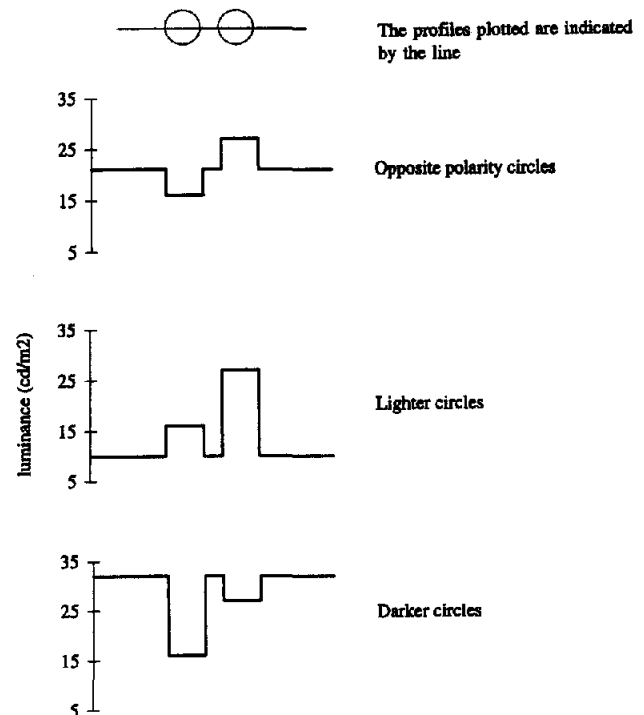 The profiles plotted are indicated
by the line
35
25
15
5
Opposite polarity circles
luminance (cd/m2)
35
25
15
5
Lighter circles
35
25
15
5
Darker circles